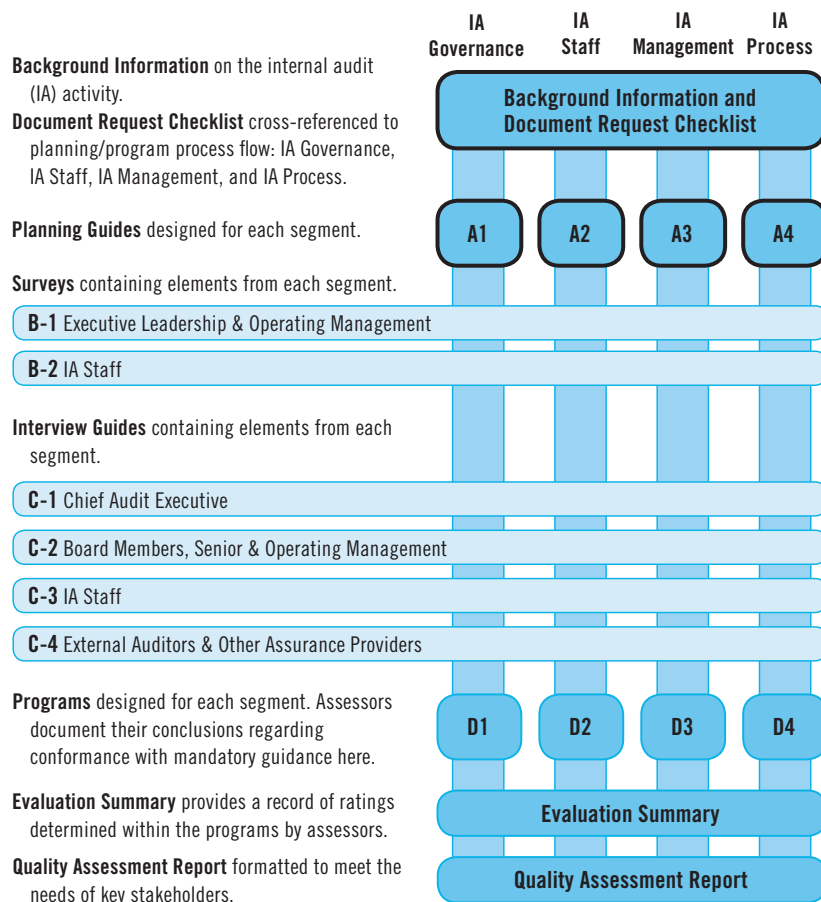 IA Governance
IA Staff
IA Management
IA Process
Background Information on the internal audit
(IA) activity.
Document Request Checklist cross-referenced to
planning/program process flow: IA Governance,
IA Staff, IA Management, and IA Process.
Background Information and
Document Request Checklist
Planning Guides designed for each segment.
A1
A2
A3
A4
Surveys containing elements from each segment.
B-1 Executive Leadership & Operating Management
B-2 IA Staff
Interview Guides containing elements from each
segment.
C-1 Chief Audit Executive
C-2 Board Members, Senior & Operating Management
C-3 IA Staff
C-4 External Auditors & Other Assurance Providers
Programs designed for each segment. Assessors
document their conclusions regarding
conformance with mandatory guidance here.
D1
D2
D3
D4
Evaluation Summary provides a record of ratings
determined within the programs by assessors.
Evaluation Summary
Quality Assessment Report formatted to meet the
needs of key stakeholders.
Quality Assessment Report